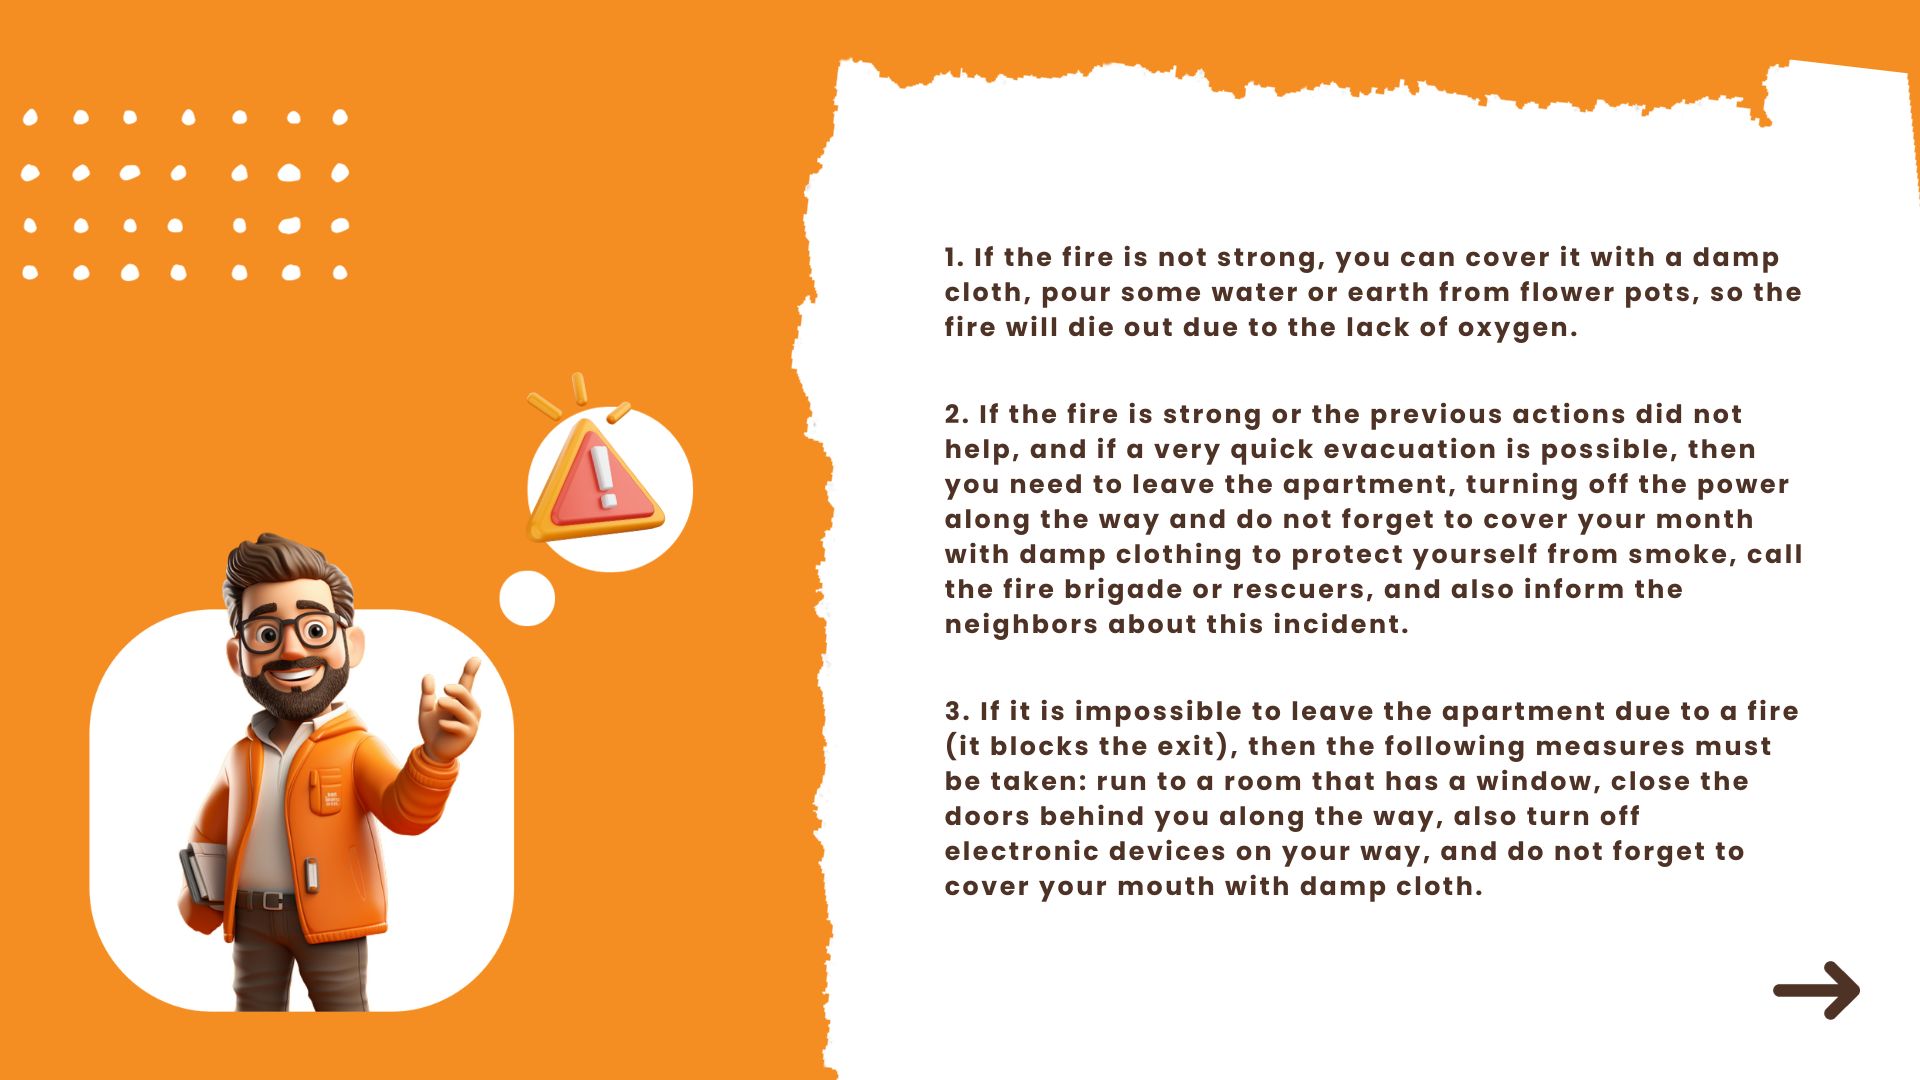 1. If the fire is not strong, you can cover it with a damp
cloth, pour some water or earth from flower pots, so the
fire will die out due to the lack of oxygen.
2. If the fire is strong or the previous actions did not
help, and if a very quick evacuation is possible, then
you need to leave the apartment, turning off the power
along the way and do not forget to cover your month
with damp clothing to protect yourself from smoke, call
the fire brigade or rescuers, and also inform the
neighbors about this incident.
3. If it is impossible to leave the apartment due to a fire
(it blocks the exit), then the following measures must
be taken: run to a room that has a window, close the
doors behind you along the way, also turn off
electronic devices on your way, and do not forget to
cover your mouth with damp cloth.